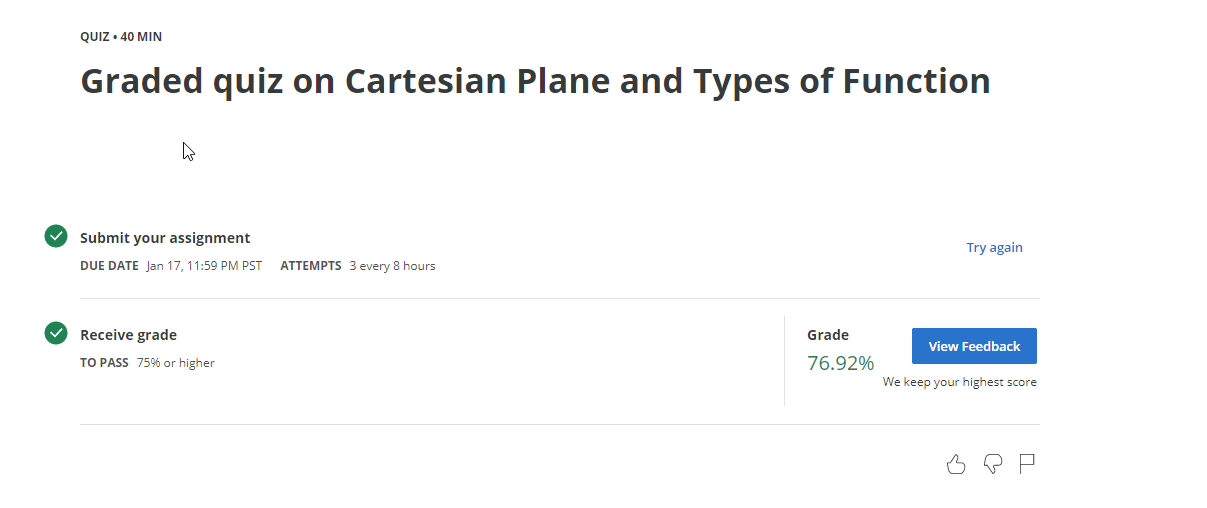 QUIZ • 40 MIN
Graded quiz on Cartesian Plane and Types of Function
Submit your assignment
DUE DATE Jan 17, 11:59 PM PST ATTEMPTS 3 every 8 hours
Try again
Receive grade
TO PASS 75% or higher
Grade
76.92%
View Feedback
We keep your highest score